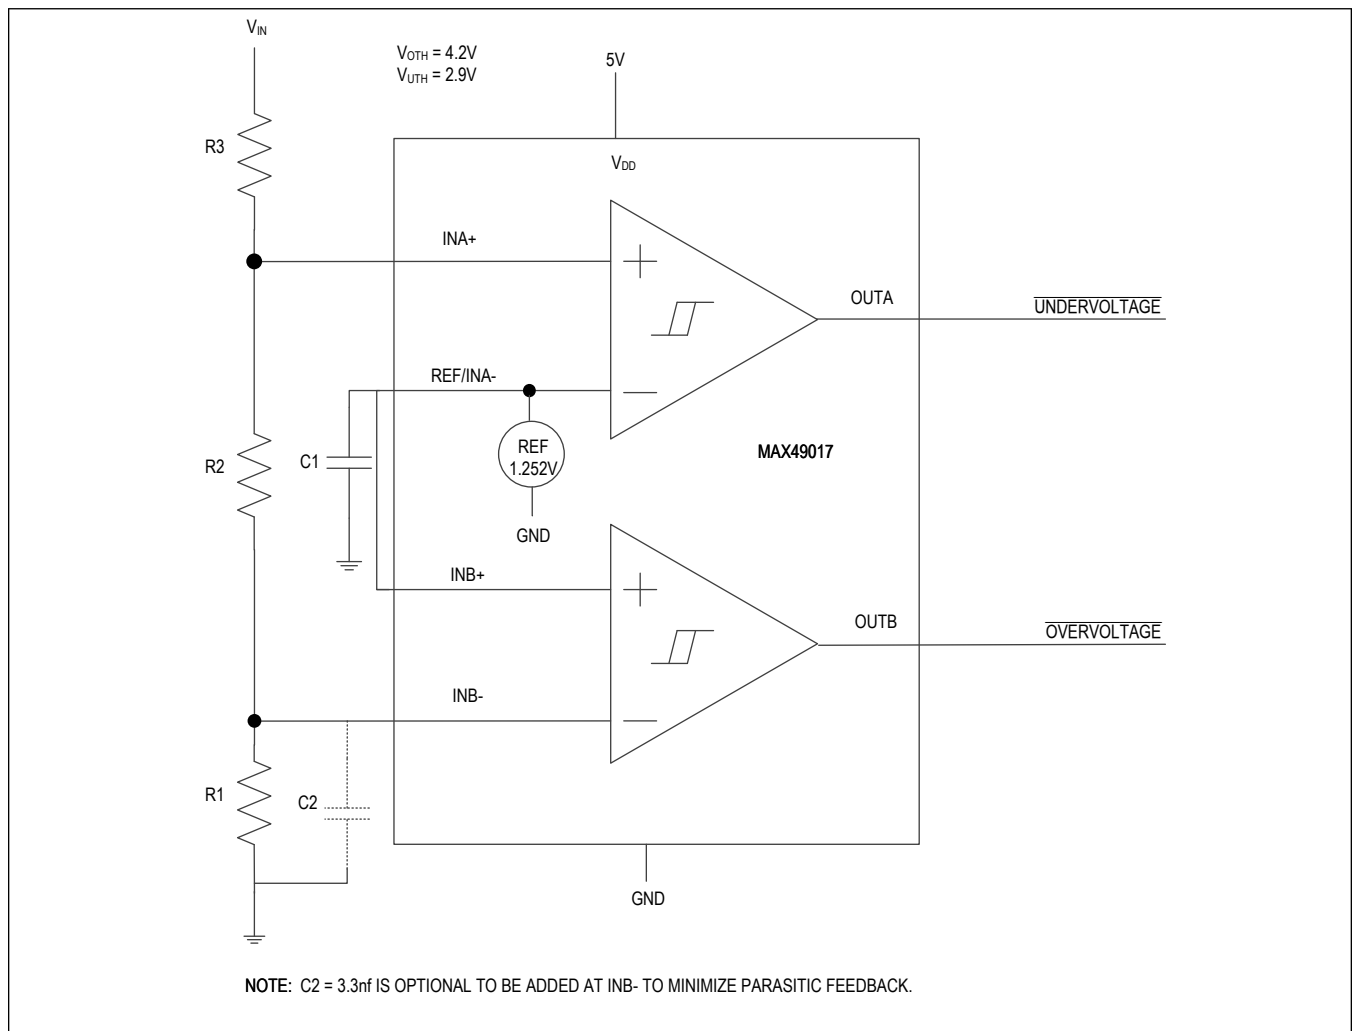 VIN
VOTH = 4.2V
VUTH = 2.9V
5V
R3
VDD
INA+
OUTA
UNDERVOLTAGE
REF/INA-
R2
C1
REF
1.252V
MAX49017
GND
INB+
OUTB
OVERVOLTAGE
INB-
R1
C2
GND
NOTE: C2 = 3.3nf IS OPTIONAL TO BE ADDED AT INB- TO MINIMIZE PARASITIC FEEDBACK.